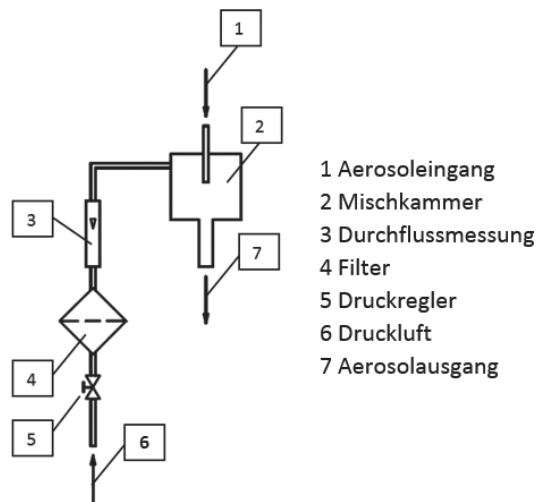 1
2
3
7
4
5
6
1 Aerosoleingang
2 Mischkammer
3 Durchflussmessung
4 Filter
5 Druckregler
6 Druckluft
7 Aerosolausgang